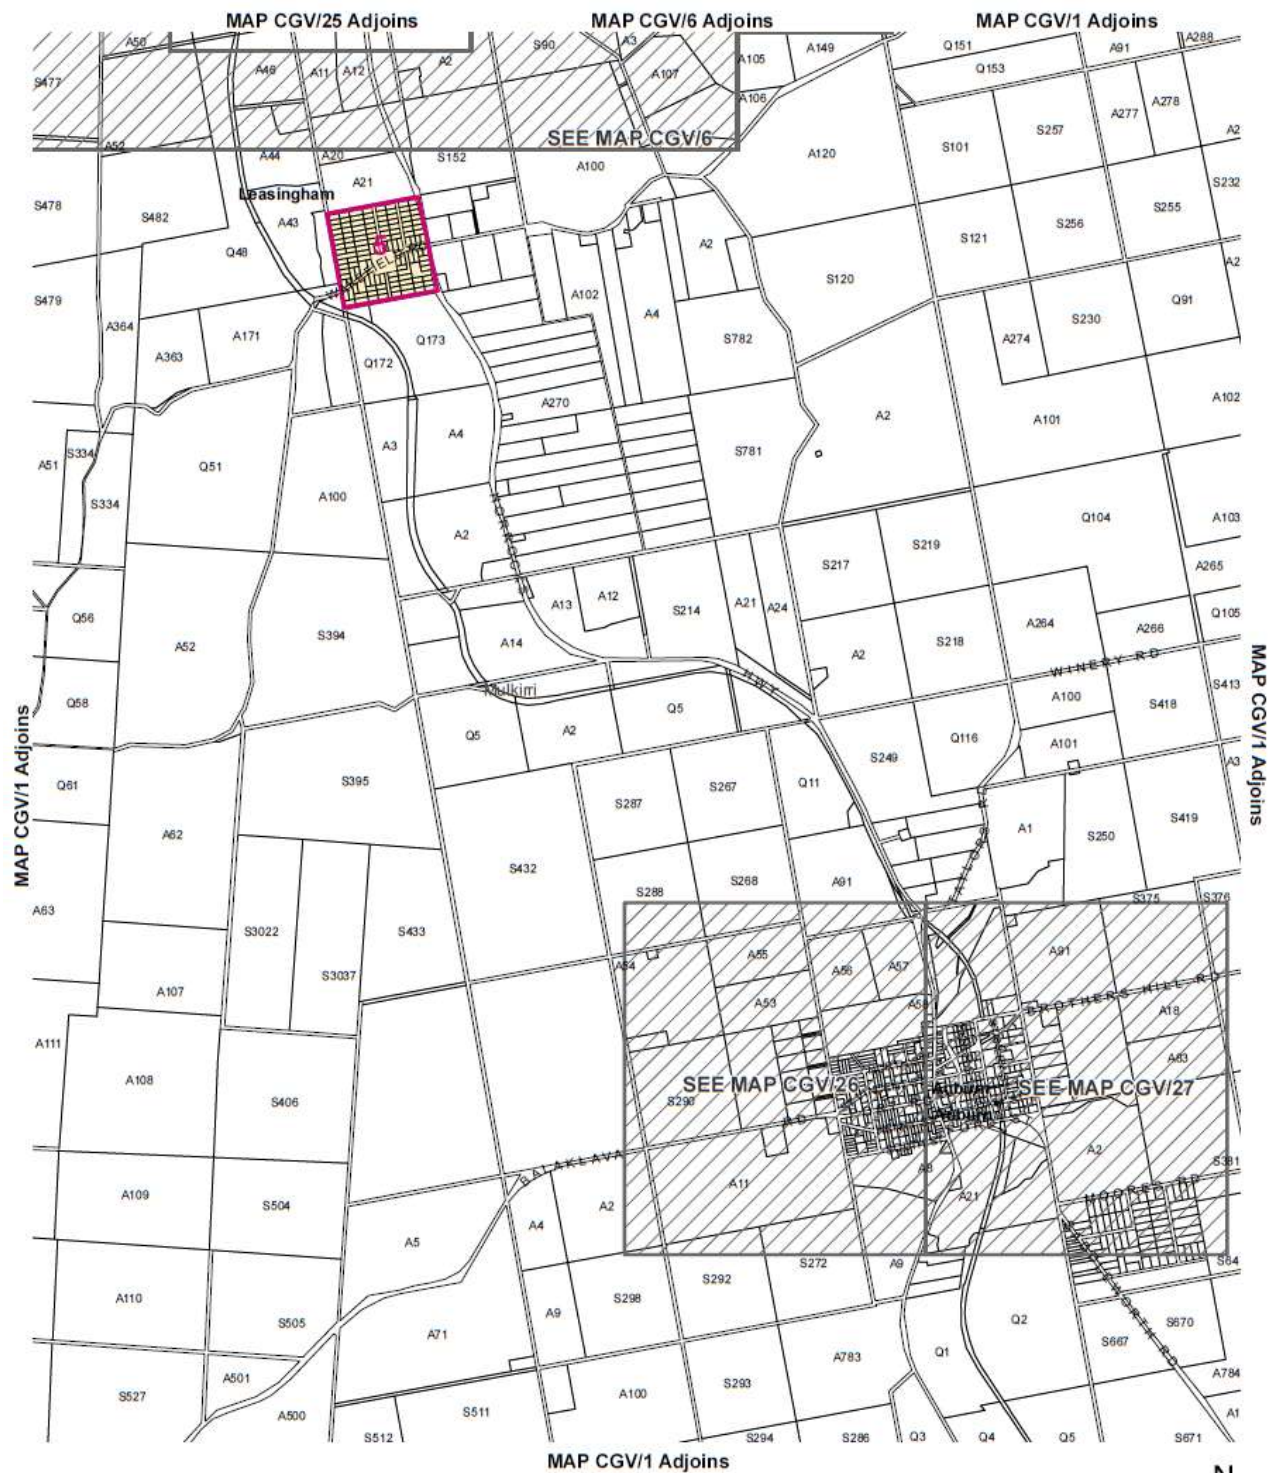 MAP CGV/25 Adjoins
MAP CGV/6 Adjoins
MAP CGV/1 Adjoins
A50
S90
A3
A149
Q151
A91
A288
S477
A46
A11
A12
A2
A107
A105
Q153
A106
A277
A278
SEE MAP CGV/6
A52
S101
S257
A2
A44
A20
S152
A100
A120
A21
Leasingham
S232
S478
S482
A43
S255
S256
Q48
A2
S121
A2
S479
S120
A102
Q91
A364
A4
S230
A171
Q173
S782
A274
A363
Q172
A270
A102
A2
A101
A3
A4
S781
S334
A51
Q51
A100
S334
Q104
A103
A2
S219
S217
A265
HORROCKS
A13
A12
S214
A21
A24
Q56
Q105
A264
A266
S394
A14
A52
A2
S218
WINERY RD
HWY
Mulkirri
S413
Q58
A100
S418
Q5
A2
Q5
Q116
A101
S249
A3
MAP CGV/1 Adjoins
MAP CGV/1 Adjoins
Q61
S395
S267
Q11
S287
A62
A1
S250
S419
TAYLORS
S432
S268
A91
S288
S375
S376
A63
S3022
S433
A91
A55
A54
A56
A57
S3037
BROTHERS HILL RD
A107
A53
A58
A18
A111
A83
A108
SEE MAP CGV/26
SEE MAP CGV/27
Auburn
S406
S290
RD
A2
BALAKLAVA
S381
A11
A8
A109
A21
MOORES RD
S504
A2
A4
A5
S272
A9
S64
S292
A110
S298
A9
S505
Q2
S670
A71
S667
A783
Q1
A501
A784
S527
A100
S293
S511
A500
A1
S512
S294
S286
Q3
Q4
Q5
S671
MAP CGV/1 Adjoins
N